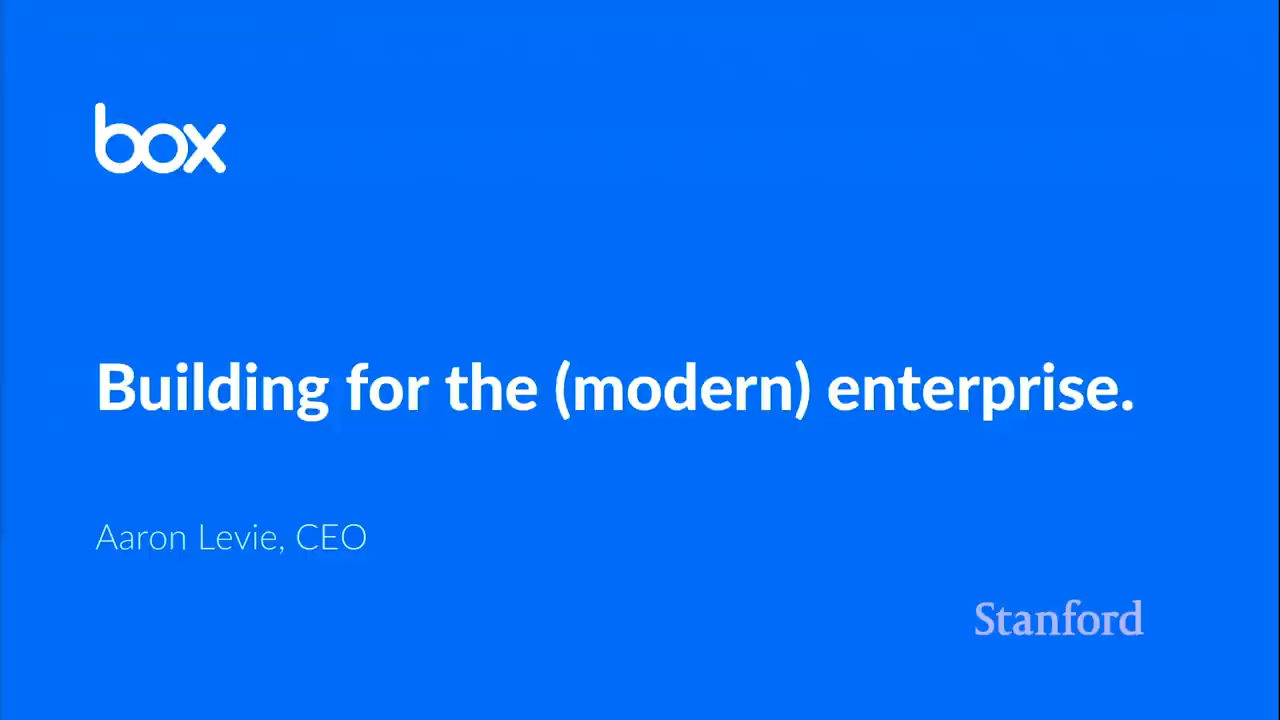 box
Building for the (modern) enterprise.
Aaron Levie, CEO
Stanford